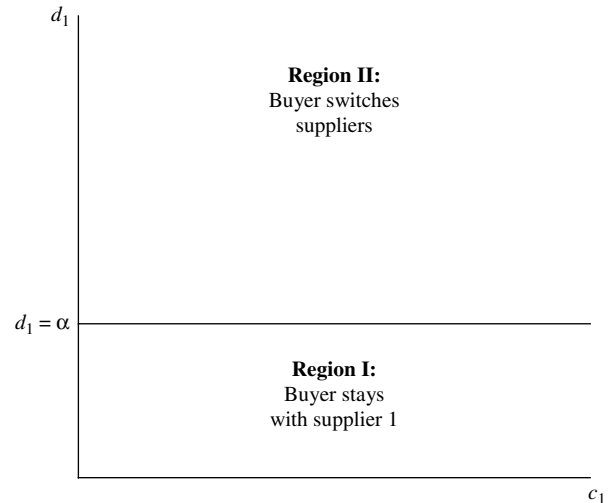 d₁
Region II:
Buyer switches
suppliers
d₁ = α
Region I:
Buyer stays
with supplier 1
c₁